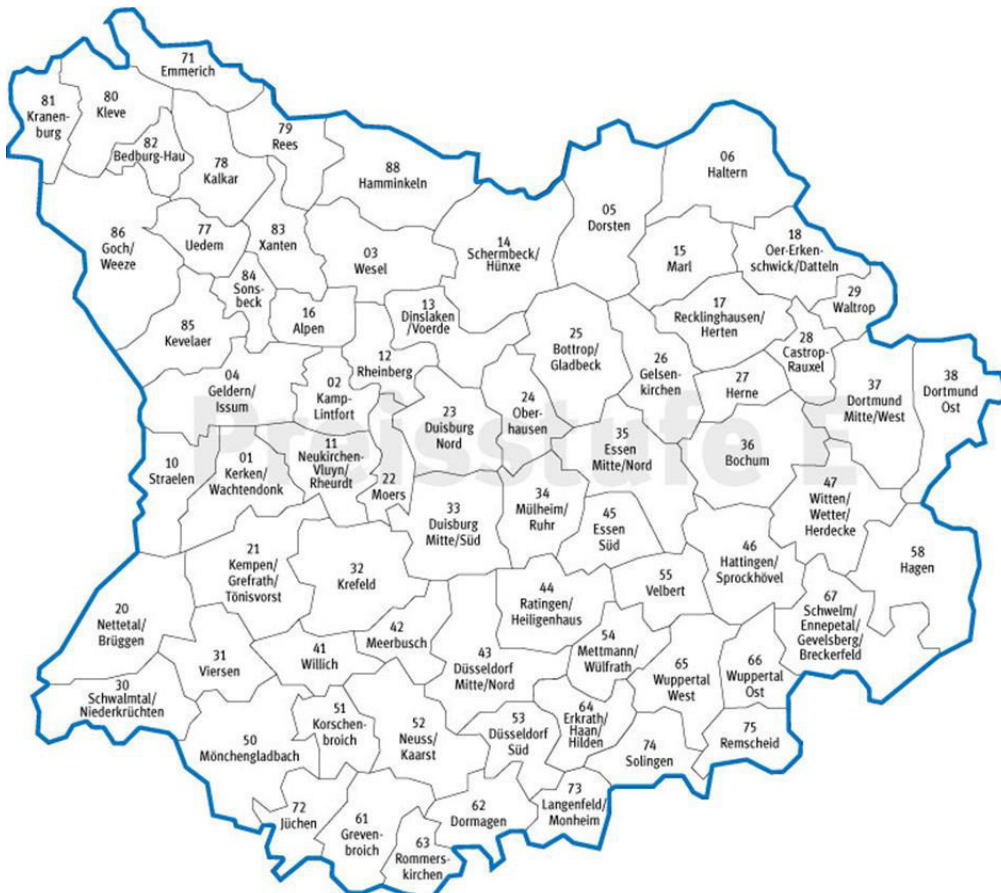 71
Emmerich
81
Kranen-
burg
80
Kleve
82
Bedburg-Hau
79
Rees
78
Kalkar
88
Hamminkeln
06
Haltern
05
Dorsten
86
Goch/
Weeze
77
Uedem
83
Xanten
03
Wesel
14
Schermbeck/
Hünxe
15
Marl
18
Oer-Erken-
schwick/Datteln
84
Sons-
beck
16
Alpen
13
Dinslaken
/Voerde
29
Waltrop
85
Kevelaer
17
Recklinghausen/
Herten
25
Bottrop/
Gladbeck
28
Castrop-
Rauxel
12
Rheinberg
26
Gelsen-
kirchen
04
Geldern/
Issum
02
Kamp-
Lintfort
27
Herne
37
Dortmund
Mitte/West
38
Dortmund
Ost
24
Ober-
hausen
23
Duisburg
Nord
Preisstufe E
35
Essen
Mitte/Nord
36
Bochum
10
Straelen
01
Kerken/
Wachtendonk
11
Neukirchen-
Vluyn/
Rheurdt
22
Moers
47
Witten/
Wetter/
Herdecke
33
Duisburg
Mitte/Süd
34
Mülheim/
Ruhr
45
Essen
Süd
21
Kempen/
Grefrath/
Tönisvorst
32
Krefeld
46
Hattingen/
Sprockhövel
58
Hagen
55
Velbert
44
Ratingen/
Heiligenhaus
20
Nettetal/
Brüggen
67
Schwelm/
Ennepetal/
Gevelsberg/
Breckerfeld
42
Meerbusch
54
Mettmann/
Wülfrath
31
Viersen
41
Willich
43
Düsseldorf
Mitte/Nord
65
Wuppertal
West
66
Wuppertal
Ost
30
Schwalmtal/
Niederkrüchten
51
Korschen-
broich
52
Neuss/
Kaarst
53
Düsseldorf
Süd
64
Erkrath/
Haan/
Hilden
50
Mönchengladbach
74
Solingen
75
Remscheid
72
Jüchen
61
Greven-
broich
62
Dormagen
73
Langenfeld/
Monheim
63
Rommers-
kirchen